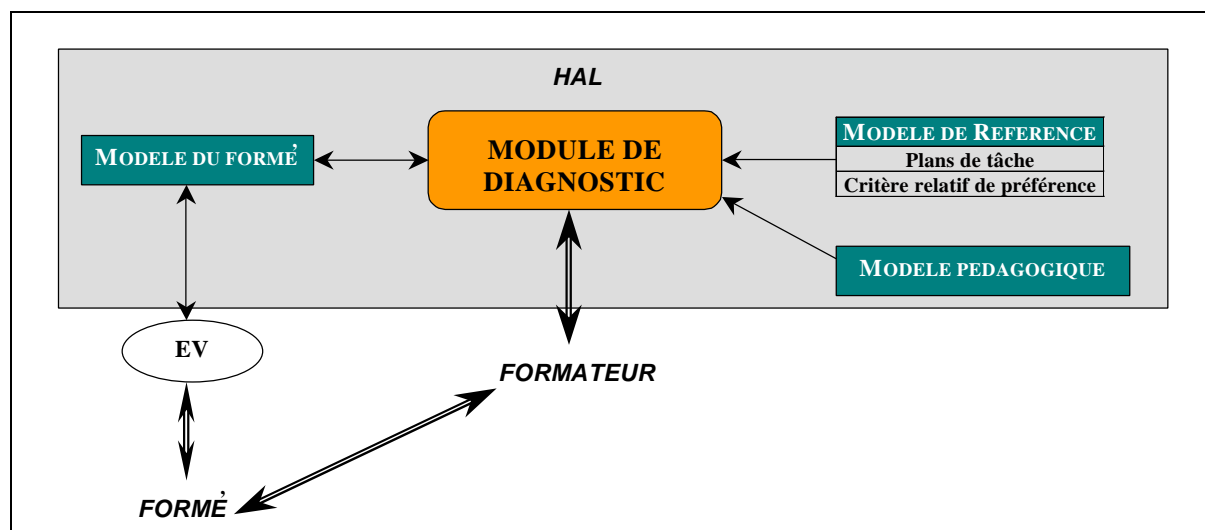 HAL
MODELE DU FORMÉ
MODULE DE
DIAGNOSTIC
MODELE DE REFERENCE
Plans de tâche
Critère relatif de préférence
MODELE PEDAGOGIQUE
EV
FORMATEUR
FORMÉ